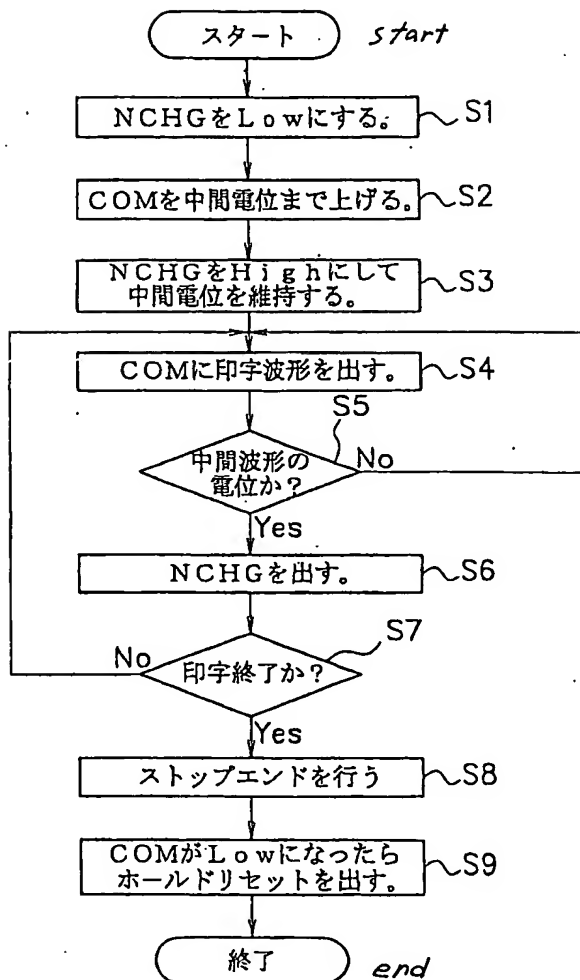 スタート
start
NCHGをLowにする。
S1
COMを中間電位まで上げる。
S2
NCHGをHighにして
中間電位を維持する。
S3
COMに印字波形を出す。
S4
S5
中間波形の
電位か？
No
Yes
NCHGを出す。
S6
S7
No
印字終了か？
Yes
ストップエンドを行う
S8
COMがLowになったら
ホールドリセットを出す。
S9
終了
end